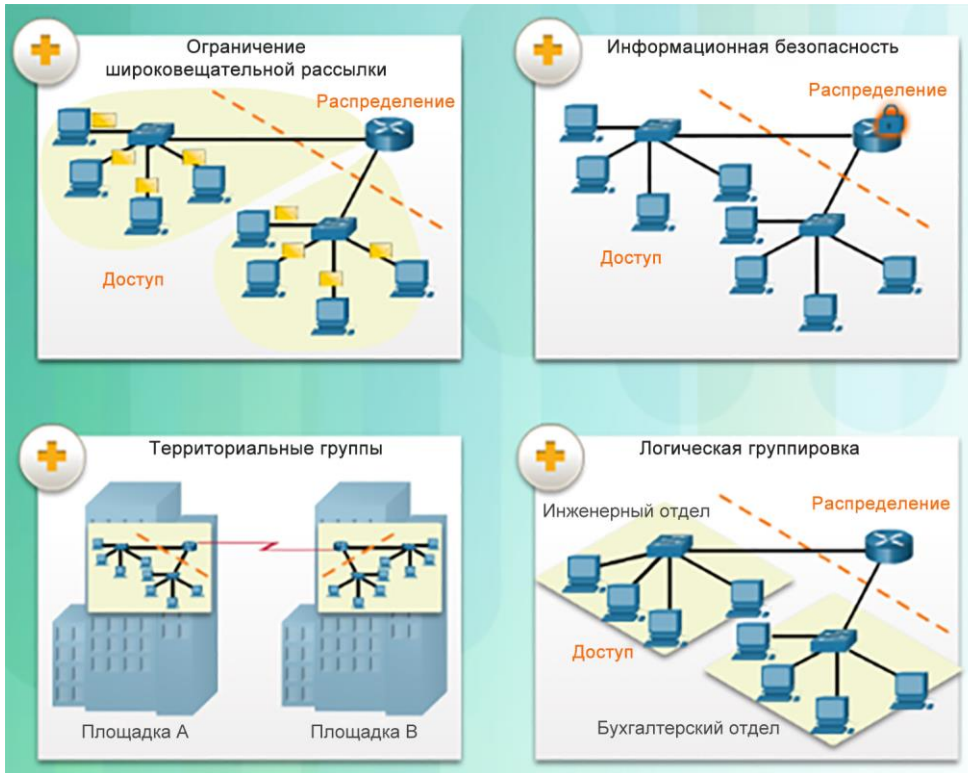 Ограничение
широковещательной рассылки
Распределение
Доступ
Информационная безопасность
Распределение
Доступ
Территориальные группы
Площадка А
Площадка В
Логическая группировка
Инженерный отдел
Распределение
Доступ
Бухгалтерский отдел